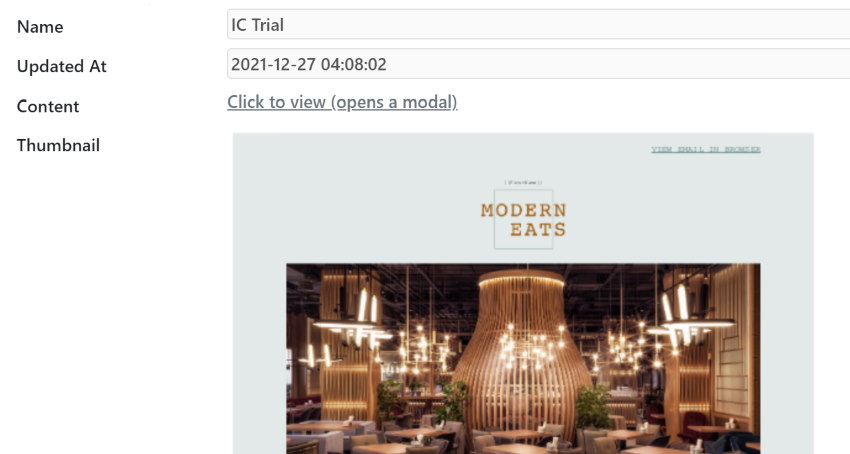 Name
IC Trial
Updated At
2021-12-27 04:08:02
Content
Click to view (opens a modal)
Thumbnail
VIEW EMAIL IN BROWSER
MODERN
EATS